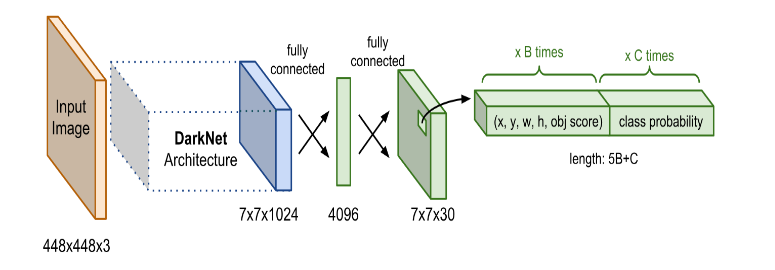 Input
Image
448x448x3
DarkNet
Architecture
7x7x1024
fully
connected
4096
fully
connected
7x7x30
x B times
x C times
(x, y, w, h, obj score)
class probability
length: 5B+C